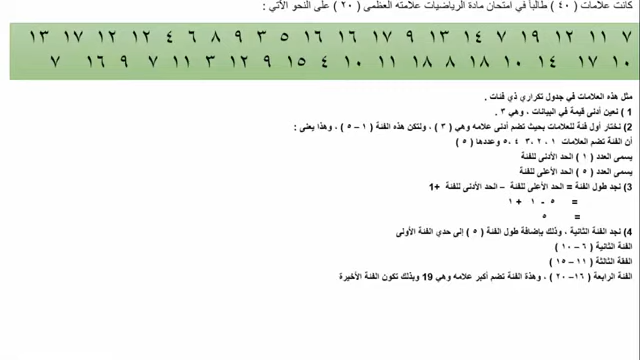 كانت علامات ( ٤٠ ) طالباً في امتحان مادة الرياضيات علامته العظمى ( ٢٠ ) على النحو الآتي :
٧ ١١ ١٢ ١٩ ٧ ١٤ ١٣ ٩ ١٧ ١٦ ١٦ ٥ ٣ ٩ ٨ ٦ ٤ ١٢ ١٢ ١٧ ١٣
١٠ ١٧ ١٤ ١٠ ١٨ ١٨ ٨ ١١ ١٠ ٤ ١٥ ٩ ١٢ ٣ ١١ ٧ ٩ ١٦ ٧
مثل هذه العلامات في جدول تكراري ذي فئات .
1 ) نعين أدنى قيمة في البيانات ، وهي ٣ .
2) نختار أول فئة للعلامات بحيث تضم أدنى علامه وهي ( ٣ ) ، ولتكن هذه الفئة ( ١ – ٥ ) ، وهذا يعنى :
أن الفئة تضم العلامات ١ ، ٢ ، ٣، ٤ ،٥ وعددها ( ٥ )
يسمى العدد ( ١ ) الحد الأدنى للفئة
يسمى العدد ( ٥ ) الحد الأعلى للفئة
3) نجد طول الفئة = الحد الأعلى للفئة – الحد الأدنى للفئة +1
= ٥ - ١ + ١
= ٥
4) نجد الفئة الثانية ، وذلك بإضافة طول الفئة ( ٥ ) إلى حدي الفئة الأولى
الفئة الثانية ( ٦ – ١٠ )
الفئة الثالثة ( ١١ – ١٥ )
الفئة الرابعة ( ١٦– ٢٠ ) ، وهذة الفئة تضم أكبر علامه وهي 19 وبذلك تكون الفئة الأخيرة